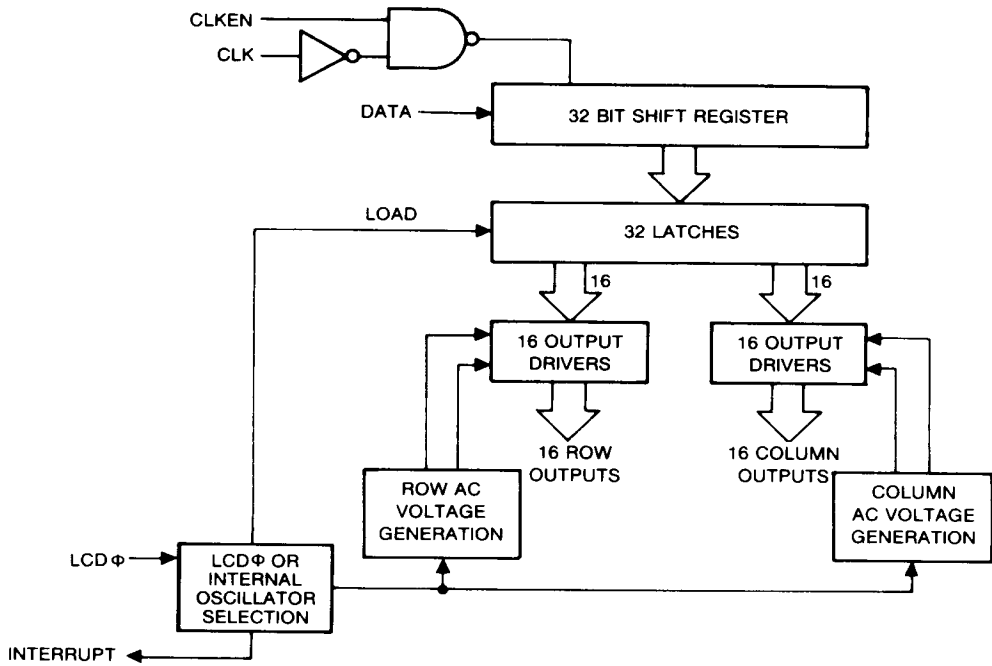 CLKEN
CLK
DATA
32 BIT SHIFT REGISTER
LOAD
32 LATCHES
16
16
16 OUTPUT
DRIVERS
16 OUTPUT
DRIVERS
16 ROW
OUTPUTS
16 COLUMN
OUTPUTS
ROW AC
VOLTAGE
GENERATION
COLUMN
AC VOLTAGE
GENERATION
LCDΦ
LCDΦ OR
INTERNAL
OSCILLATOR
SELECTION
INTERRUPT